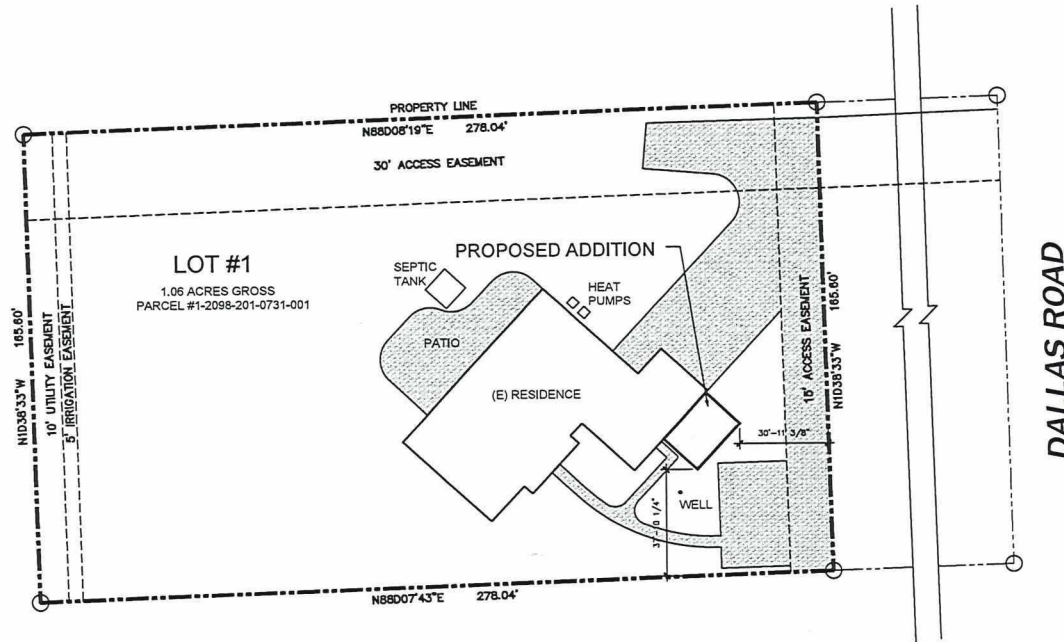 PROPERTY LINE
N88D08'19"E 278.04'
30' ACCESS EASEMENT
LOT #1
1.06 ACRES GROSS
PARCEL #1-2098-201-0731-001
SEPTIC
TANK
PROPOSED ADDITION
HEAT
PUMPS
PATIO
(E) RESIDENCE
N1D38'33"W 165.60'
10' UTILITY EASEMENT
5' IRRIGATION EASEMENT
15' ACCESS EASEMENT
N1D38'33"W 165.60'
30'-11 3/8"
WELL
N88D07'43"E 278.04'
DALLAS ROAD